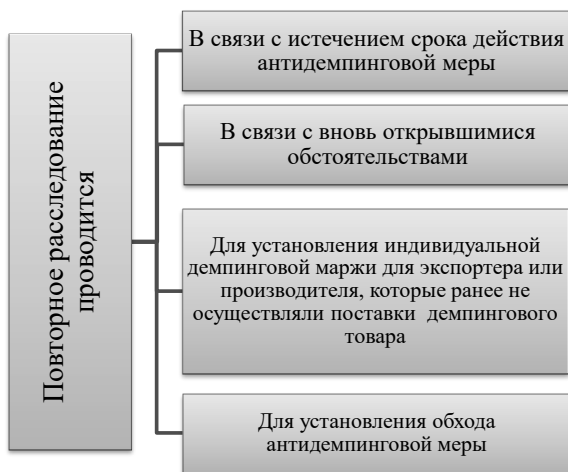 Повторное расследование
проводится
В связи с истечением срока действия
антидемпинговой меры
В связи с вновь открывшимися
обстоятельствами
Для установления индивидуальной
демпинговой маржи для экспортера или
производителя, которые ранее не
осуществляли поставки демпингового
товара
Для установления обхода
антидемпинговой меры